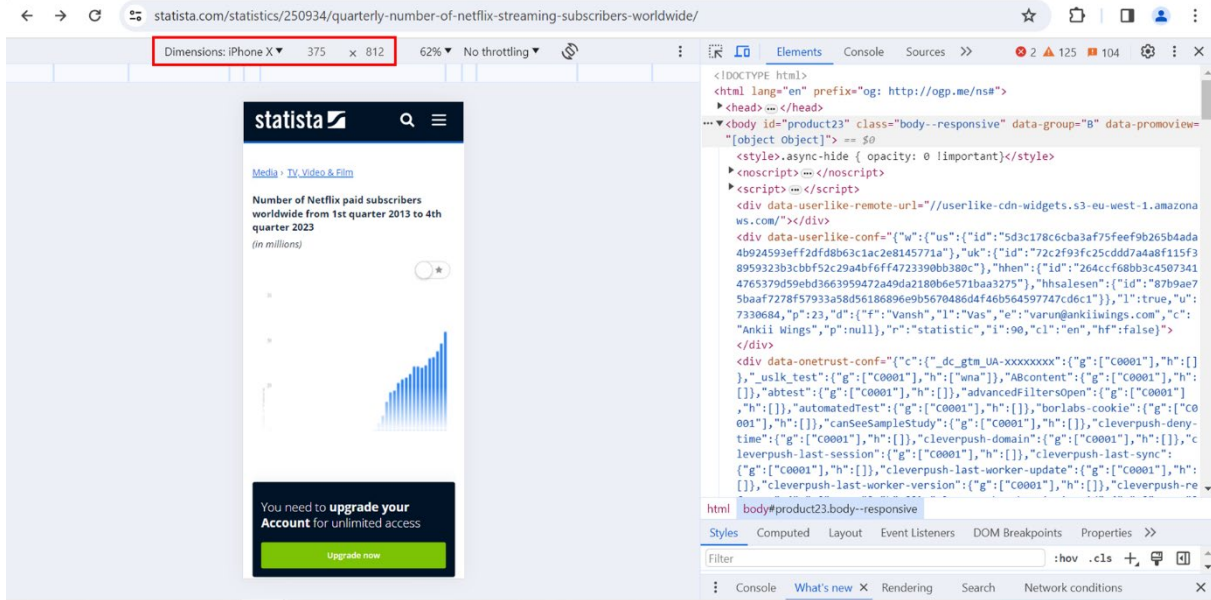 statista.com/statistics/250934/quarterly-number-of-netflix-streaming-subscribers-worldwide/
Dimensions: iPhone X ▼ 375 × 812 62% ▼ No throttling ▼
Elements Console Sources 2 125 104
statista
Media › TV, Video & Film
Number of Netflix paid subscribers
worldwide from 1st quarter 2013 to 4th
quarter 2023
(in millions)
You need to upgrade your
Account for unlimited access
Upgrade now
<!DOCTYPE html>
<html lang="en" prefix="og: http://ogp.me/ns#">
<head> … </head>
… <body id="product23" class="body--responsive" data-group="B" data-promoview=
"[object Object]"> == $0
<style>.async-hide { opacity: 0 !important}</style>
<noscript> … </noscript>
<script> … </script>
<div data-userlike-remote-url="//userlike-cdn-widgets.s3-eu-west-1.amazona
ws.com/"></div>
<div data-userlike-conf="{"w":{"us":{"id":"5d3c178c6cba3af75feef9b265b4ada
4b924593eff2dfd8b63c1ac2e8145771a"},"uk":{"id":"72c2f93fc25cddd7a4a8f115f3
8959323b3cbbf52c29a4bf6ff4723390bb380c"},"hhen":{"id":"264ccf68bb3c4507341
4765379d59ebd3663959472a49da2180b6e571baa3275"},"hhsalesen":{"id":"87b9ae7
5baaf7278f57933a58d56186896e9b5670486d4f46b564597747cd6c1"}},"l":true,"u":
7330684,"p":23,"d":{"f":"Vansh","l":"Vas","e":"varun@ankiiwings.com","c":
"Ankii Wings","p":null},"r":"statistic","i":90,"cl":"en","hf":false}">
</div>
<div data-onetrust-conf="{"c":{"_dc_gtm_UA-xxxxxxxx":{"g":["C0001"],"h":[]
},"_uslk_test":{"g":["C0001"],"h":["wna"]},"ABcontent":{"g":["C0001"],"h":
[]},"abtest":{"g":["C0001"],"h":[]},"advancedFiltersOpen":{"g":["C0001"]
,"h":[]},"automatedTest":{"g":["C0001"],"h":[]},"borlabs-cookie":{"g":["C0
001"],"h":[]},"canSeeSampleStudy":{"g":["C0001"],"h":[]},"cleverpush-deny-
time":{"g":["C0001"],"h":[]},"cleverpush-domain":{"g":["C0001"],"h":[]},"c
leverpush-last-session":{"g":["C0001"],"h":[]},"cleverpush-last-sync":
{"g":["C0001"],"h":[]},"cleverpush-last-worker-update":{"g":["C0001"],"h":
[]},"cleverpush-last-worker-version":{"g":["C0001"],"h":[]},"cleverpush-re
html body#product23.body--responsive
Styles Computed Layout Event Listeners DOM Breakpoints Properties
Filter :hov .cls
Console What's new Rendering Search Network conditions